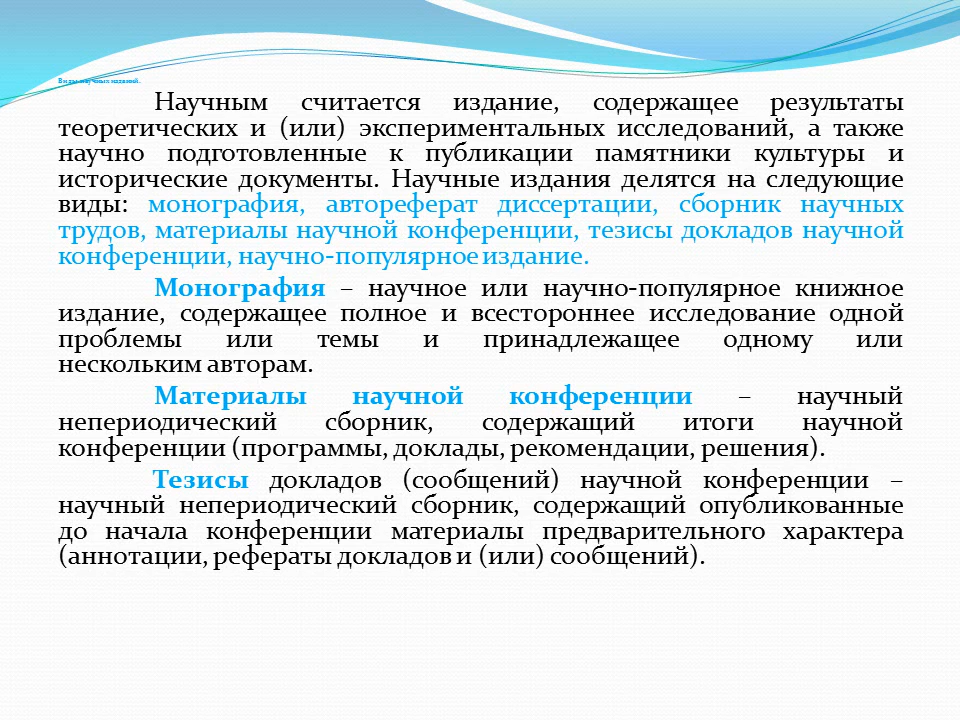 Виды научных изданий.
Научным считается издание, содержащее результаты
теоретических и (или) экспериментальных исследований, а также
научно подготовленные к публикации памятники культуры и
исторические документы. Научные издания делятся на следующие
виды: монография, автореферат диссертации, сборник научных
трудов, материалы научной конференции, тезисы докладов научной
конференции, научно-популярное издание.
Монография – научное или научно-популярное книжное
издание, содержащее полное и всестороннее исследование одной
проблемы или темы и принадлежащее одному или
нескольким авторам.
Материалы научной конференции – научный
непериодический сборник, содержащий итоги научной
конференции (программы, доклады, рекомендации, решения).
Тезисы докладов (сообщений) научной конференции –
научный непериодический сборник, содержащий опубликованные
до начала конференции материалы предварительного характера
(аннотации, рефераты докладов и (или) сообщений).